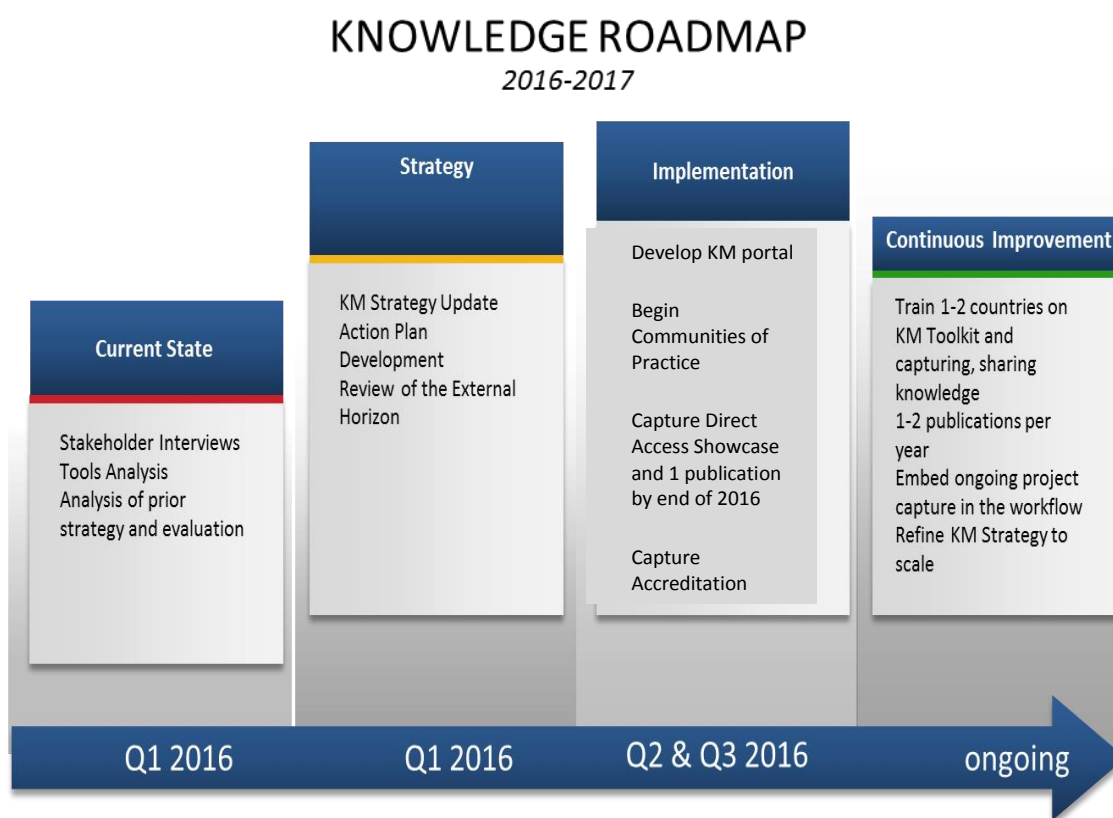 KNOWLEDGE ROADMAP
2016-2017
Current State
Stakeholder Interviews
Tools Analysis
Analysis of prior
strategy and evaluation
Strategy
KM Strategy Update
Action Plan
Development
Review of the External
Horizon
Implementation
Develop KM portal
Begin
Communities of
Practice
Capture Direct
Access Showcase
and 1 publication
by end of 2016
Capture
Accreditation
Continuous Improvement
Train 1-2 countries on
KM Toolkit and
capturing, sharing
knowledge
1-2 publications per
year
Embed ongoing project
capture in the workflow
Refine KM Strategy to
scale
Q1 2016
Q1 2016
Q2 & Q3 2016
ongoing